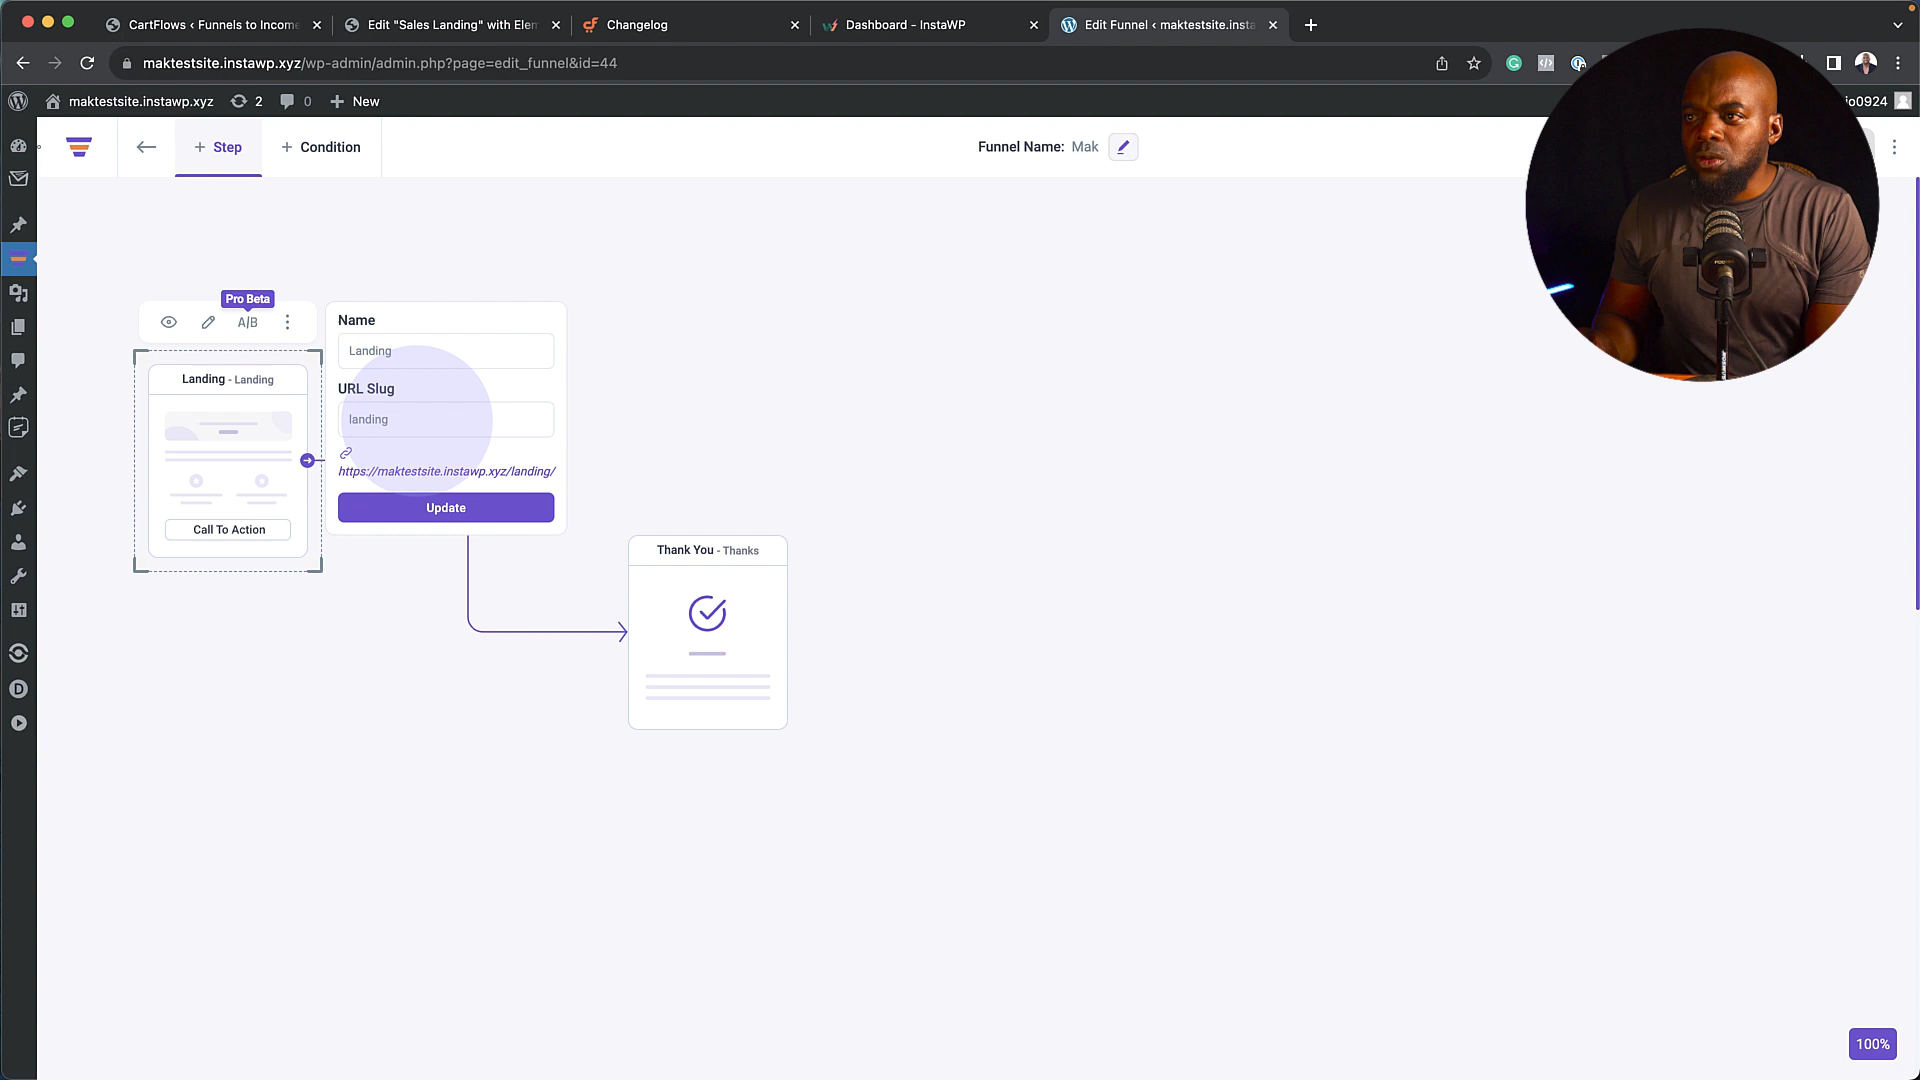 CartFlows ‹ Funnels to Income
Edit "Sales Landing" with Elem
Changelog
Dashboard - InstaWP
Edit Funnel ‹ maktestsite.insta
maktestsite.instawp.xyz/wp-admin/admin.php?page=edit_funnel&id=44
maktestsite.instawp.xyz
2
0
New
jo0924
Step
Condition
Funnel Name: Mak
Pro Beta
A|B
Name
Landing
URL Slug
landing
https://maktestsite.instawp.xyz/landing/
Update
Landing - Landing
Call To Action
Thank You - Thanks
100%